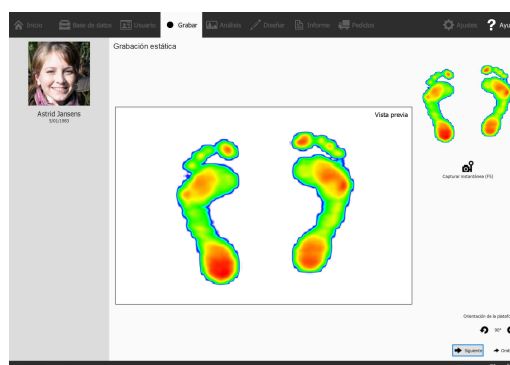 Inicio
Base de datos
Usuario
Grabar
Análisis
Diseñar
Informe
Pedidos
Ajustes
? Ayu
Grabación estática
Astrid Jansens
5/01/1983
Vista previa
Capturar instantánea (F5)
Orientación de la platafo
90°
Siguiente
Omit